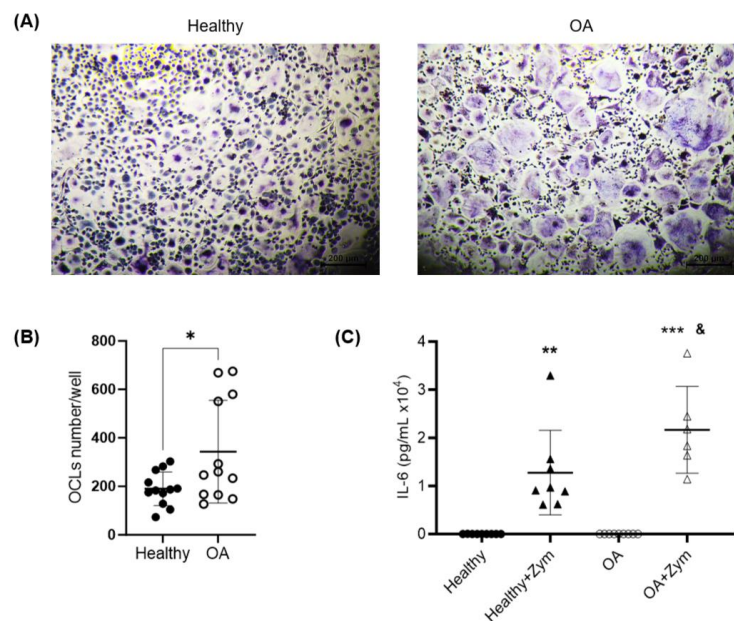 (A)
Healthy
OA
200 µm
200 µm
(B)
OCLs number/well
800
600
400
200
0
*
Healthy
OA
(C)
IL-6 (pg/mL x10⁴)
4
3
2
1
0
**
*** &
Healthy
Healthy+Zym
OA
OA+Zym